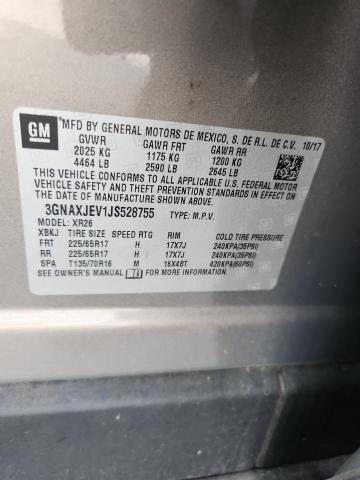 GM
*MFD BY GENERAL MOTORS DE MEXICO, S. DE R.L. DE C.V. 10/17
GVWR GAWR FRT GAWR RR
2025 KG 1175 KG 1200 KG
4464 LB 2590 LB 2645 LB
THIS VEHICLE CONFORMS TO ALL APPLICABLE U.S.
FEDERAL MOTOR VEHICLE SAFETY, BUMPER, AND THEFT
PREVENTION STANDARDS IN EFFECT ON THE DATE OF
MANUFACTURE SHOWN ABOVE.
3GNAXJEV1JS528755 TYPE: M.P.V.
MODEL: XR26
XBKJ TIRE SIZE SPEED RTG RIM COLD TIRE PRESSURE
FRT 225/65R17 H 17X7J 240KPA(35PSI)
RR 225/65R17 H 17X7J 240KPA(35PSI)
SPA T135/70R16 M 16X4BT 420KPA(60PSI)
SEE OWNER'S MANUAL FOR MORE INFORMATION.